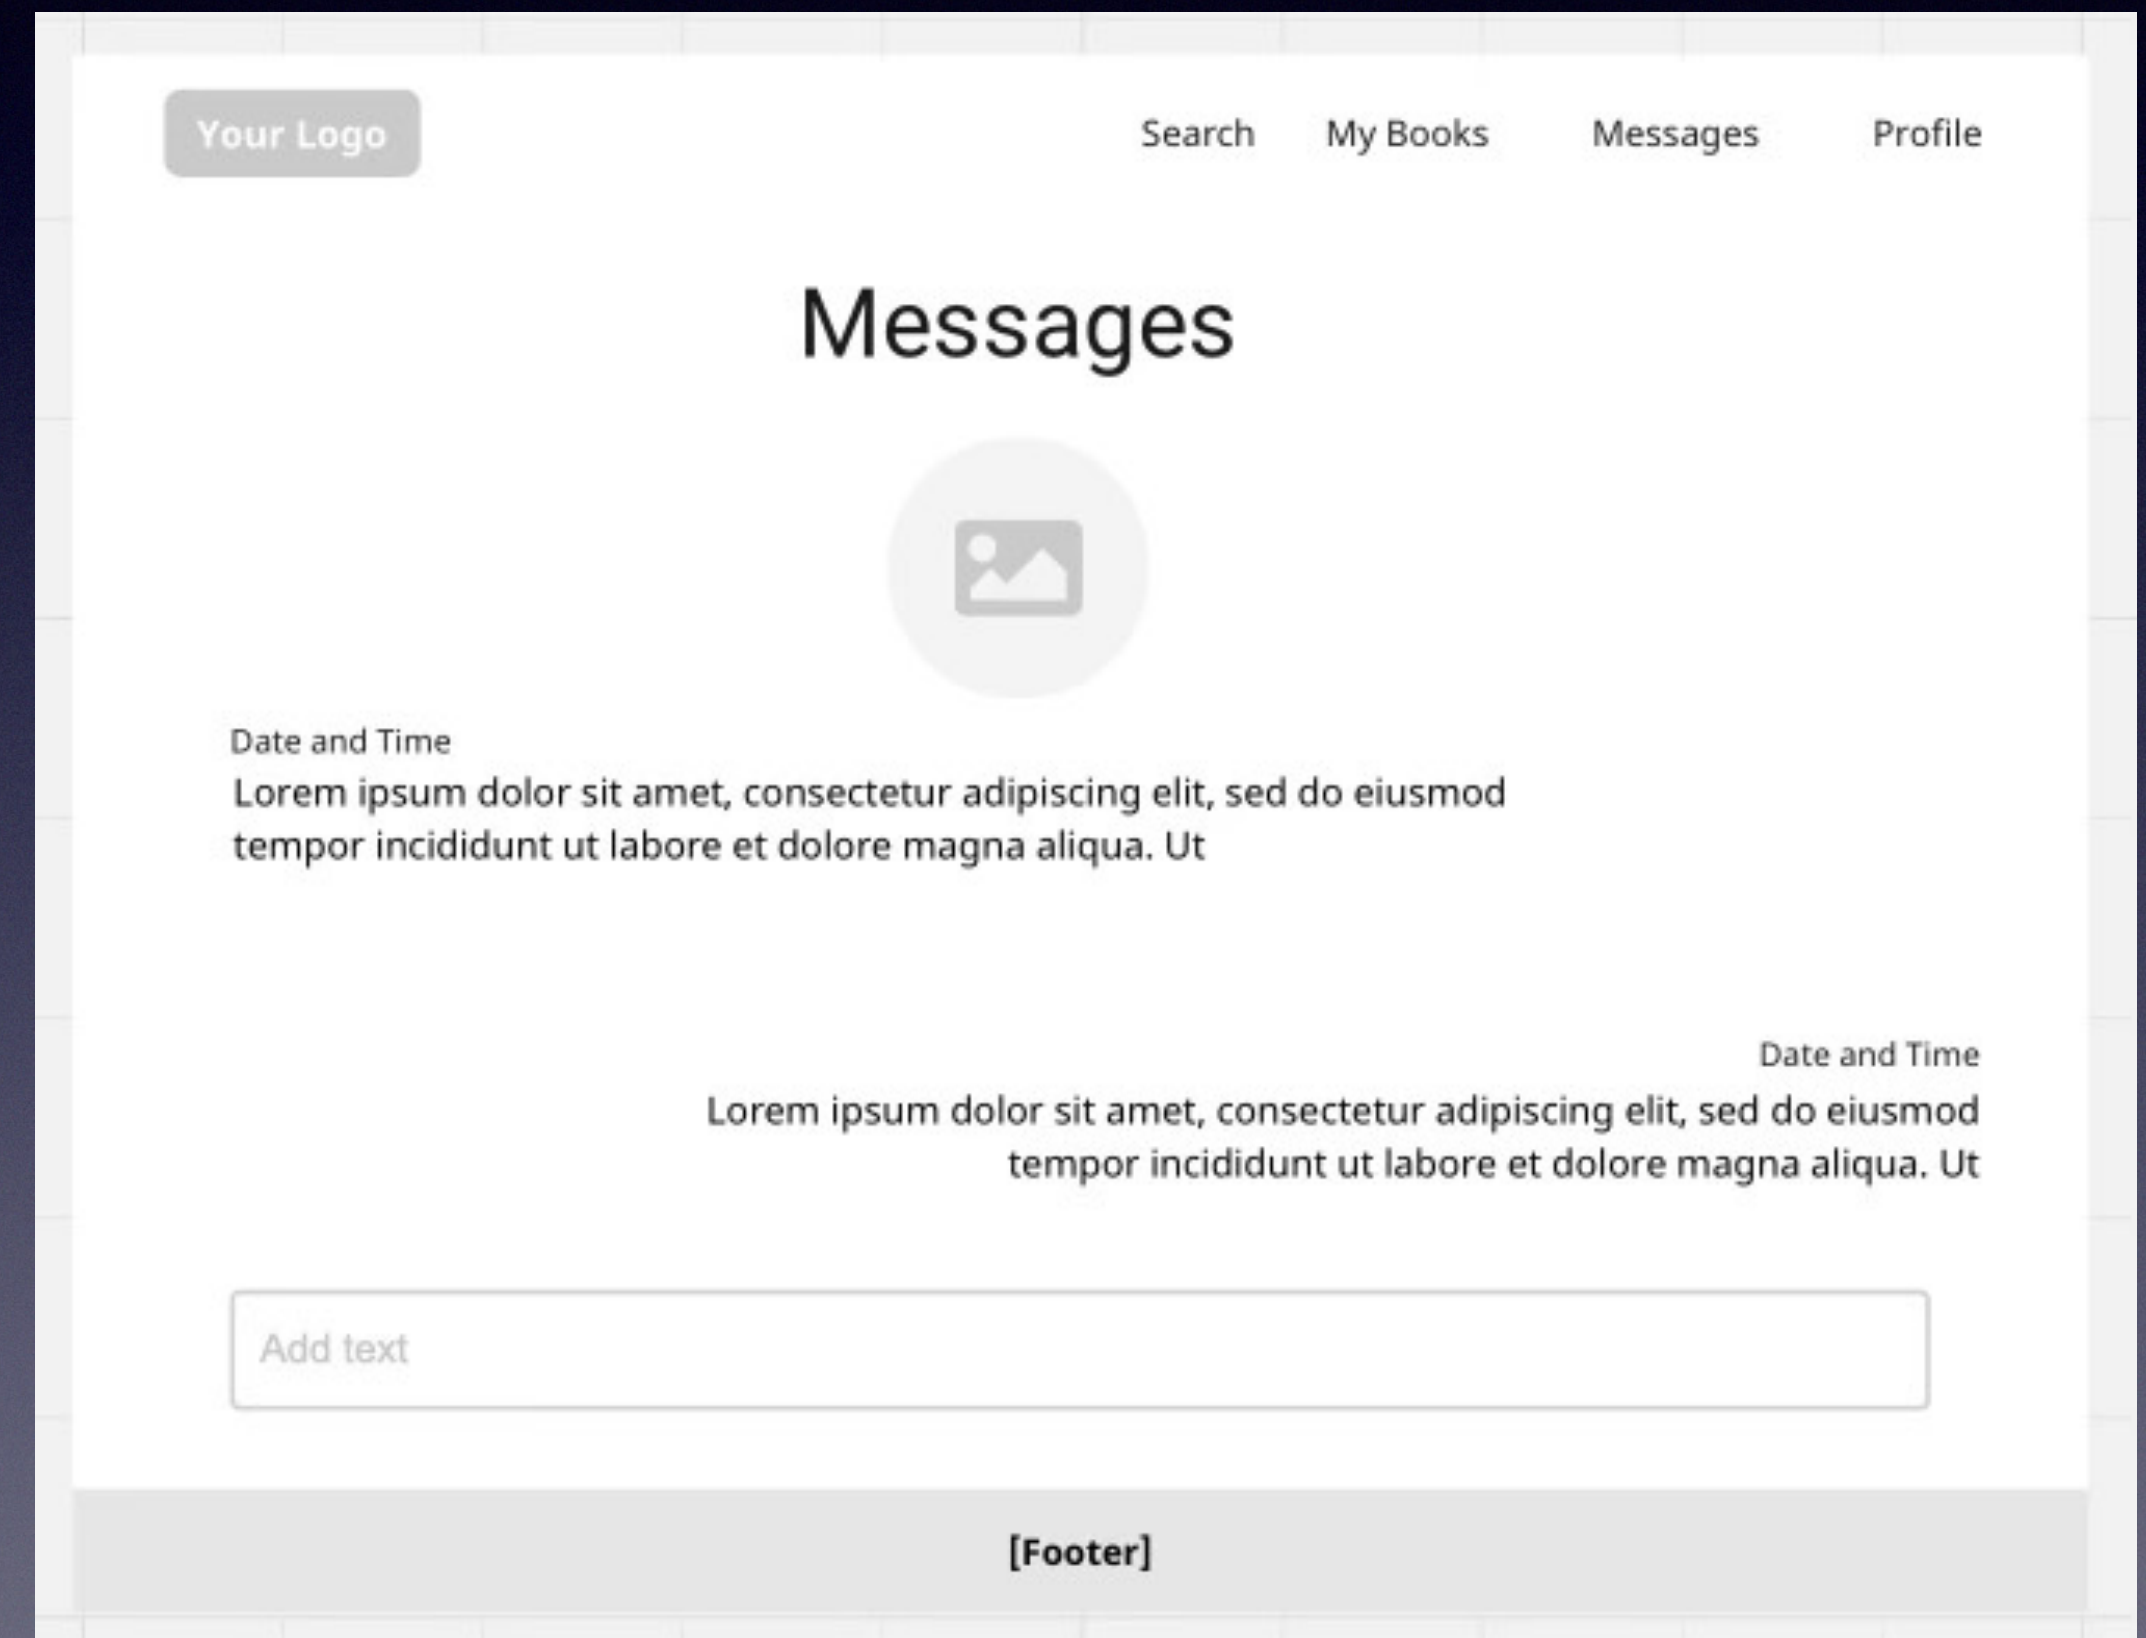 Your Logo
Search
My Books
Messages
Profile
Messages
Date and Time
Lorem ipsum dolor sit amet, consectetur adipiscing elit, sed do eiusmod
tempor incididunt ut labore et dolore magna aliqua. Ut
Date and Time
Lorem ipsum dolor sit amet, consectetur adipiscing elit, sed do eiusmod
tempor incididunt ut labore et dolore magna aliqua. Ut
Add text
[Footer]